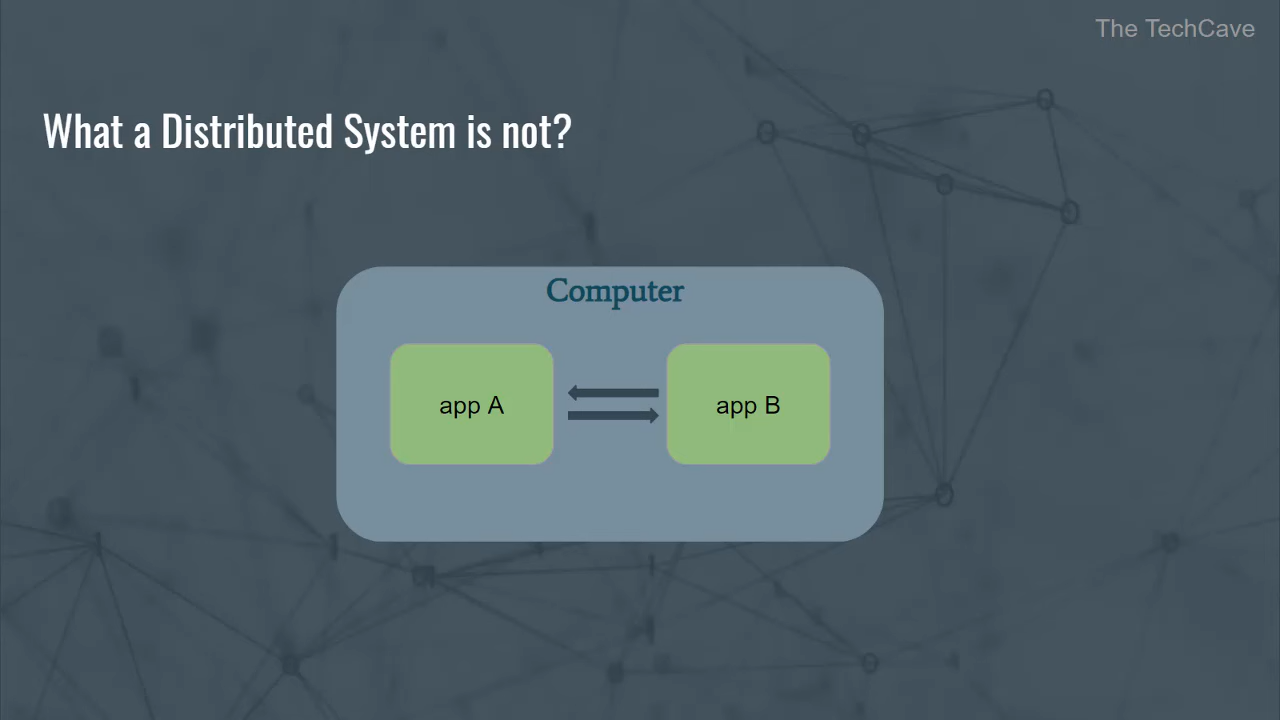 The TechCave
What a Distributed System is not?
Computer
app A
app B